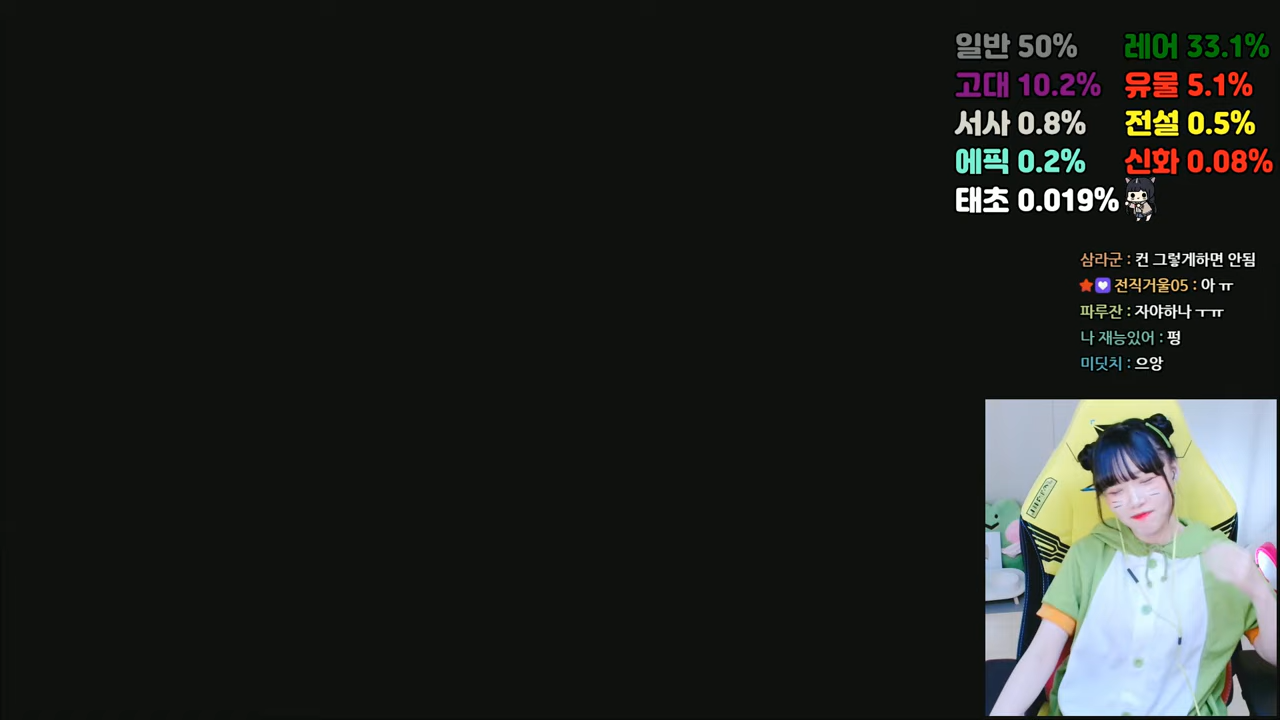 일반 50% 레어 33.1%
고대 10.2% 유물 5.1%
서사 0.8% 전설 0.5%
에픽 0.2% 신화 0.08%
태초 0.019%
삼라군 : 컨 그렇게하면 안됨
전직거울05 : 아 ㅠ
파루잔 : 자야하나 ㅜㅠ
나 재능있어 : 펑
미딧치 : 으앙